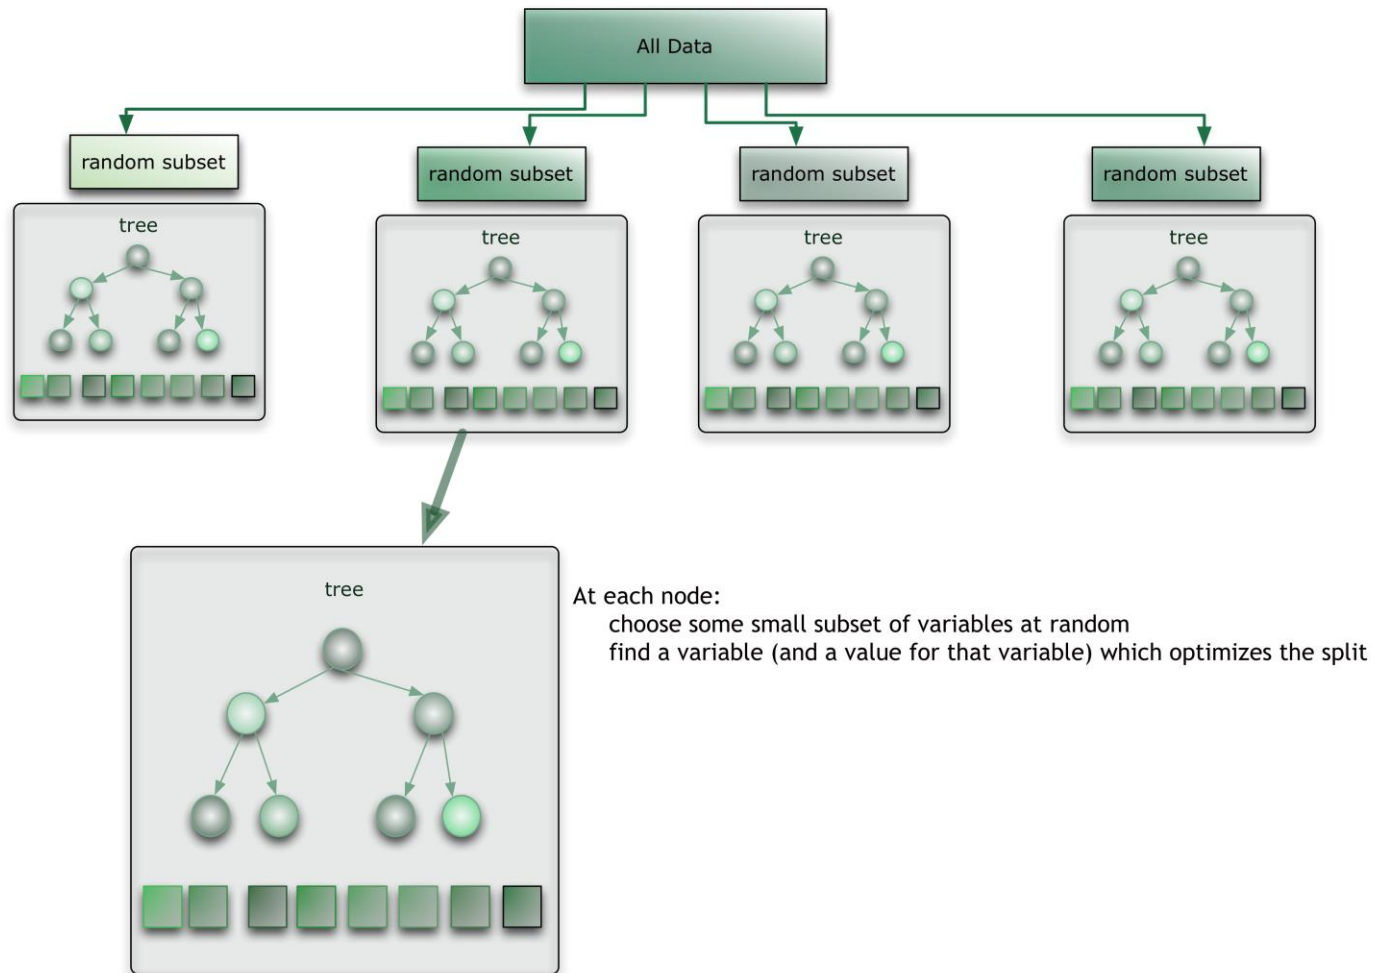 All Data
random subset
random subset
random subset
random subset
tree
tree
tree
tree
tree
At each node:
choose some small subset of variables at random
find a variable (and a value for that variable) which optimizes the split